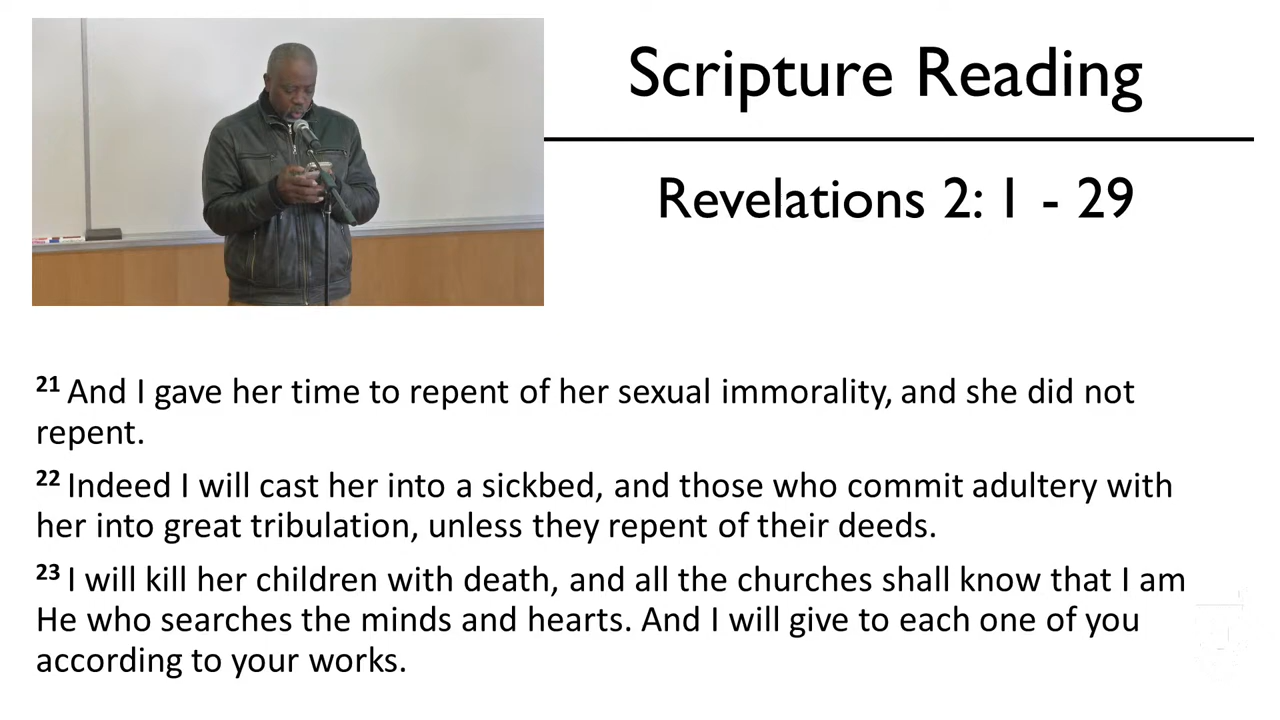 Scripture Reading
Revelations 2: 1 - 29
21 And I gave her time to repent of her sexual immorality, and she did not
repent.
22 Indeed I will cast her into a sickbed, and those who commit adultery with
her into great tribulation, unless they repent of their deeds.
23 I will kill her children with death, and all the churches shall know that I am
He who searches the minds and hearts. And I will give to each one of you
according to your works.